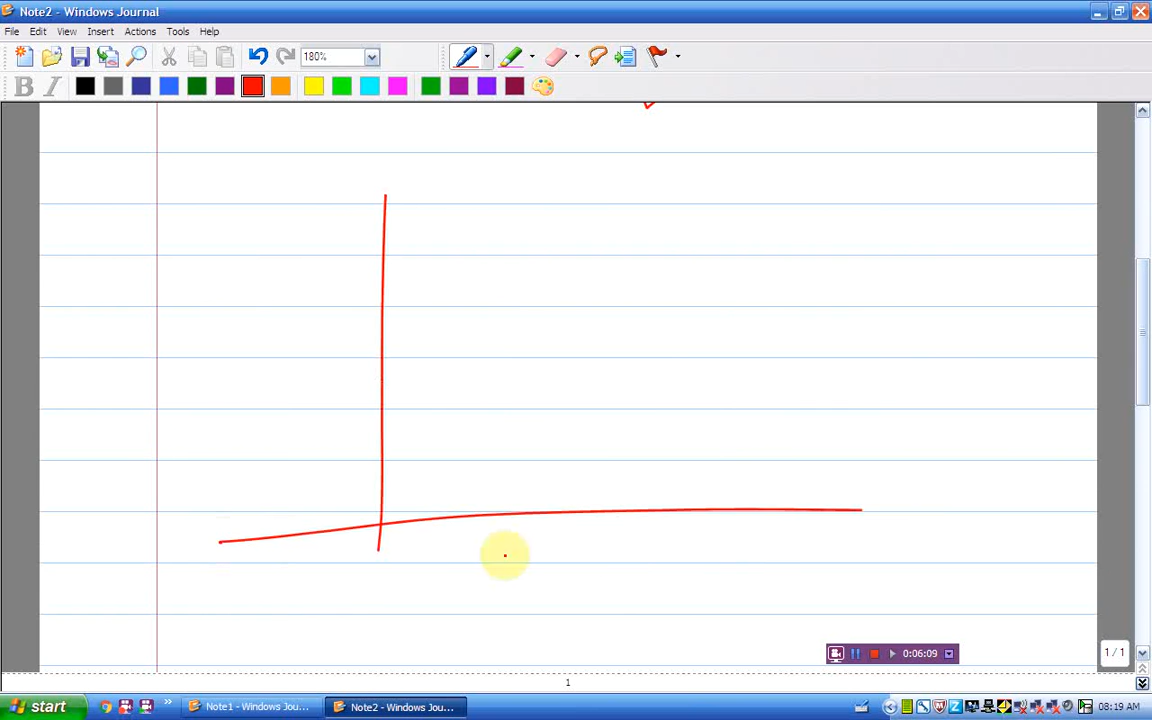 Note2 - Windows Journal
File Edit View Insert Actions Tools Help
180%
B I
0:06:09
1 / 1
1
start
»
Note1 - Windows Jou...
Note2 - Windows Jou...
Z
08:19 AM